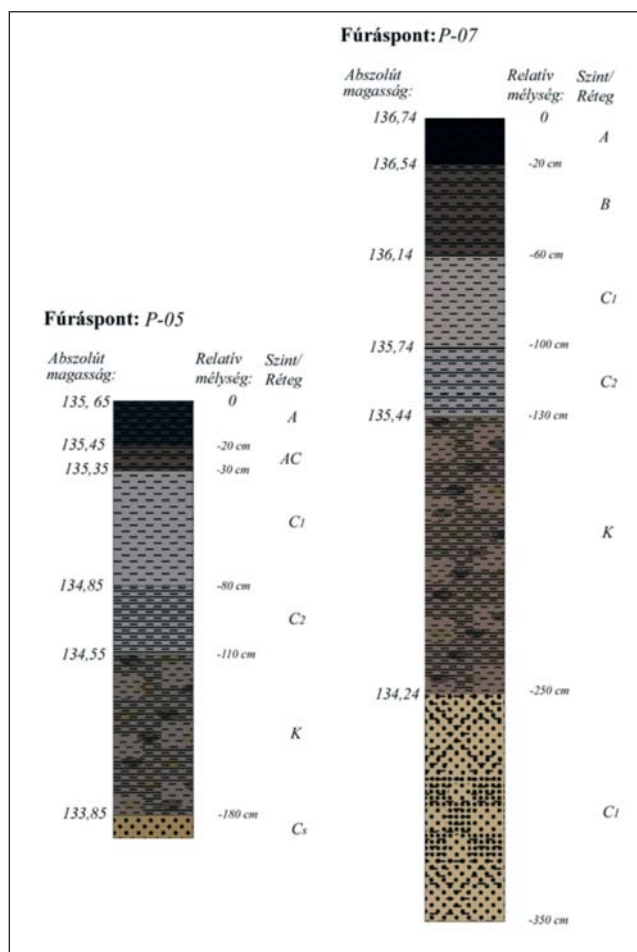 Fúráspont: P-07
Abszolút magasság:
Relatív mélység:
Szint/ Réteg
136,74 0
A
136,54 -20 cm
B
136,14 -60 cm
C1
135,74 -100 cm
C2
135,44 -130 cm
K
134,24 -250 cm
C1
-350 cm
Fúráspont: P-05
Abszolút magasság:
Relatív mélység:
Szint/ Réteg
135, 65 0
A
135,45 -20 cm
AC
135,35 -30 cm
C1
134,85 -80 cm
C2
134,55 -110 cm
K
133,85 -180 cm
Cs